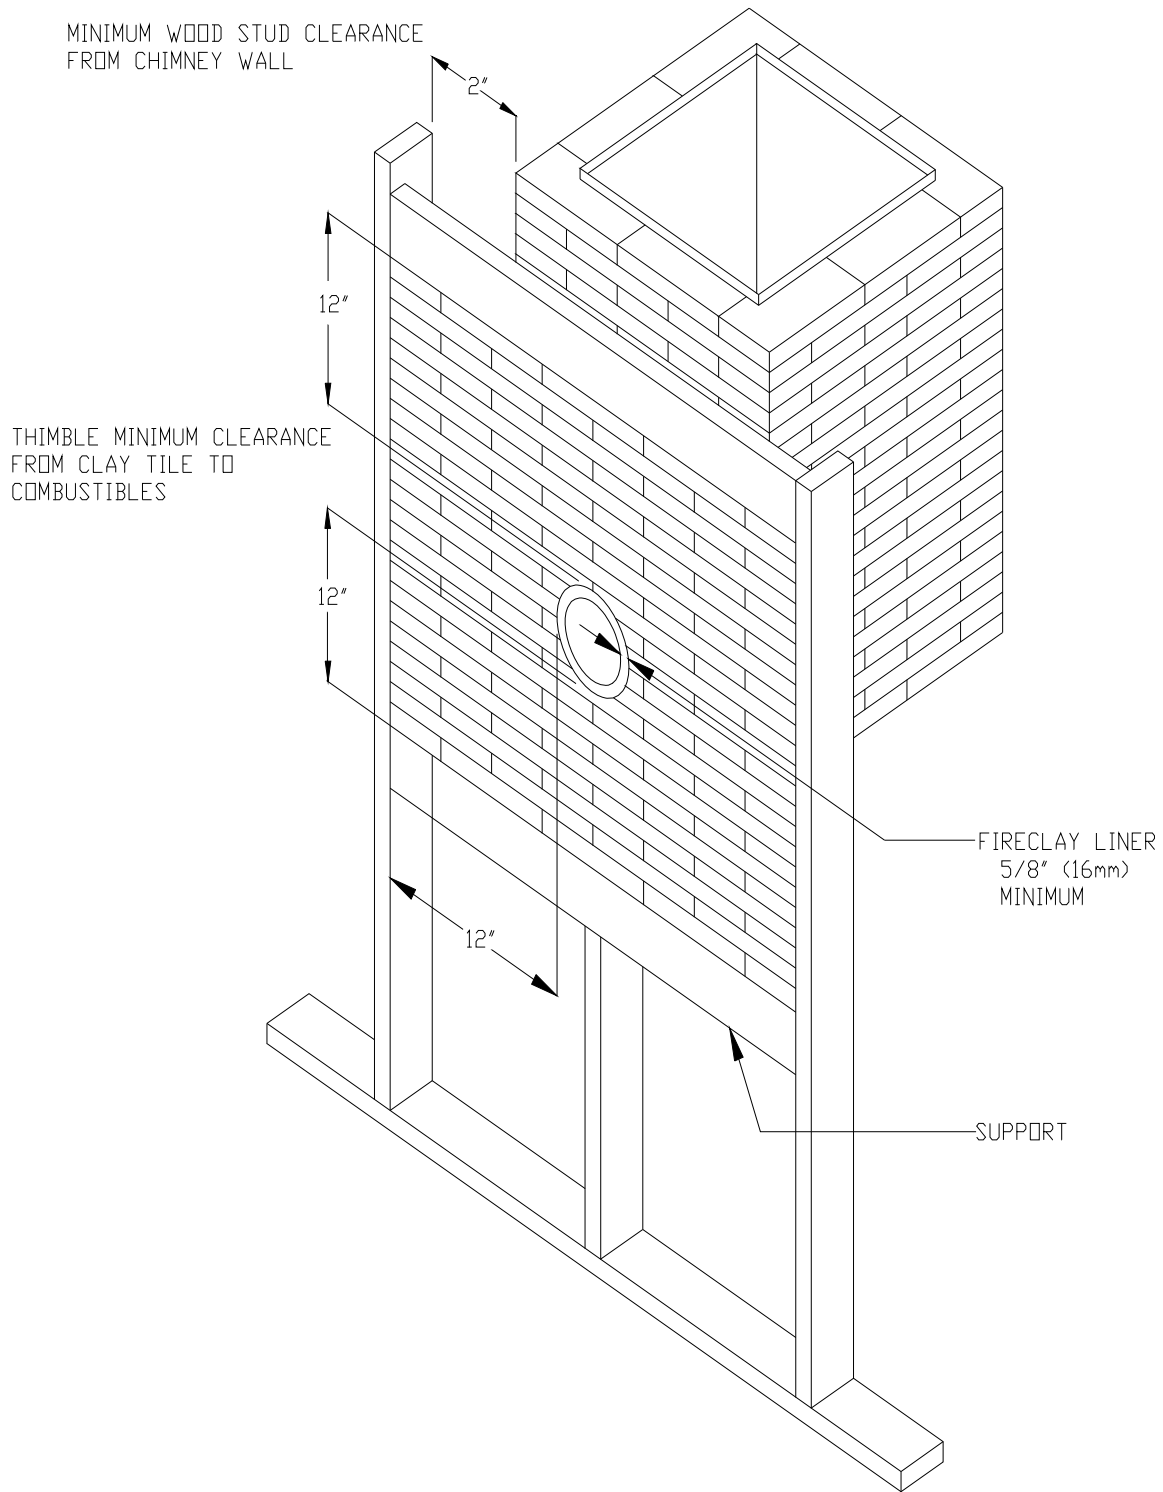 MINIMUM WOOD STUD CLEARANCE
FROM CHIMNEY WALL
2"
12"
THIMBLE MINIMUM CLEARANCE
FROM CLAY TILE TO
COMBUSTIBLES
12"
FIRECLAY LINER
5/8" (16mm)
MINIMUM
12"
SUPPORT